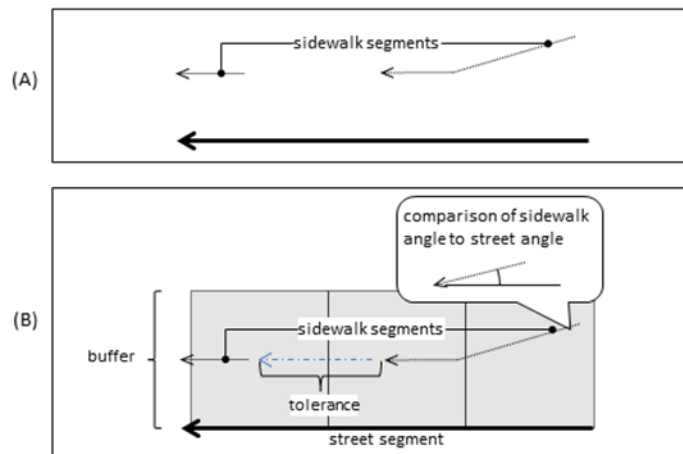 (A)
sidewalk segments
(B)
comparison of sidewalk
angle to street angle
sidewalk segments
buffer
tolerance
street segment